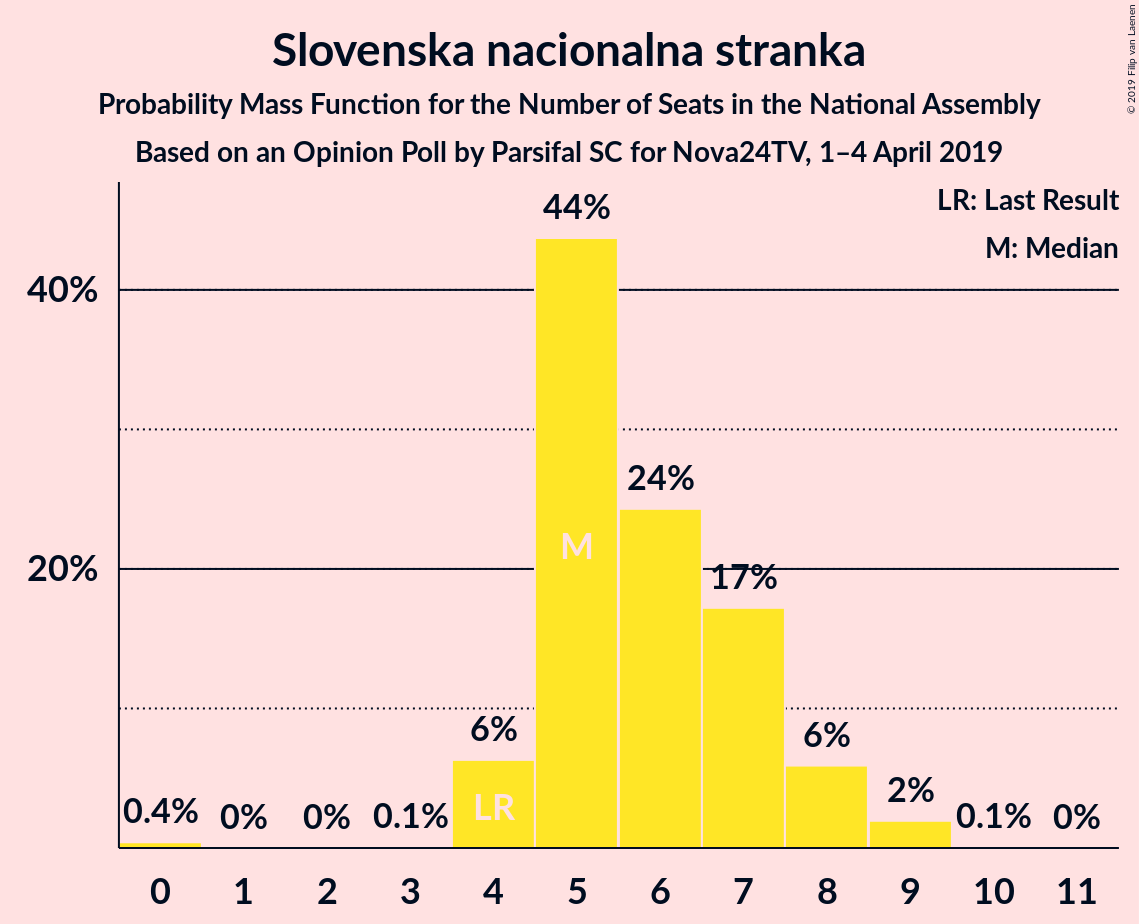 Slovenska nacionalna stranka
Probability Mass Function for the Number of Seats in the National Assembly
Based on an Opinion Poll by Parsifal SC for Nova24TV, 1–4 April 2019
© 2019 Filip van Laenen
LR: Last Result
M: Median
40%
20%
0.4%
0%
0%
0.1%
6%
44%
24%
17%
6%
2%
0.1%
0%
LR
M
0 1 2 3 4 5 6 7 8 9 10 11